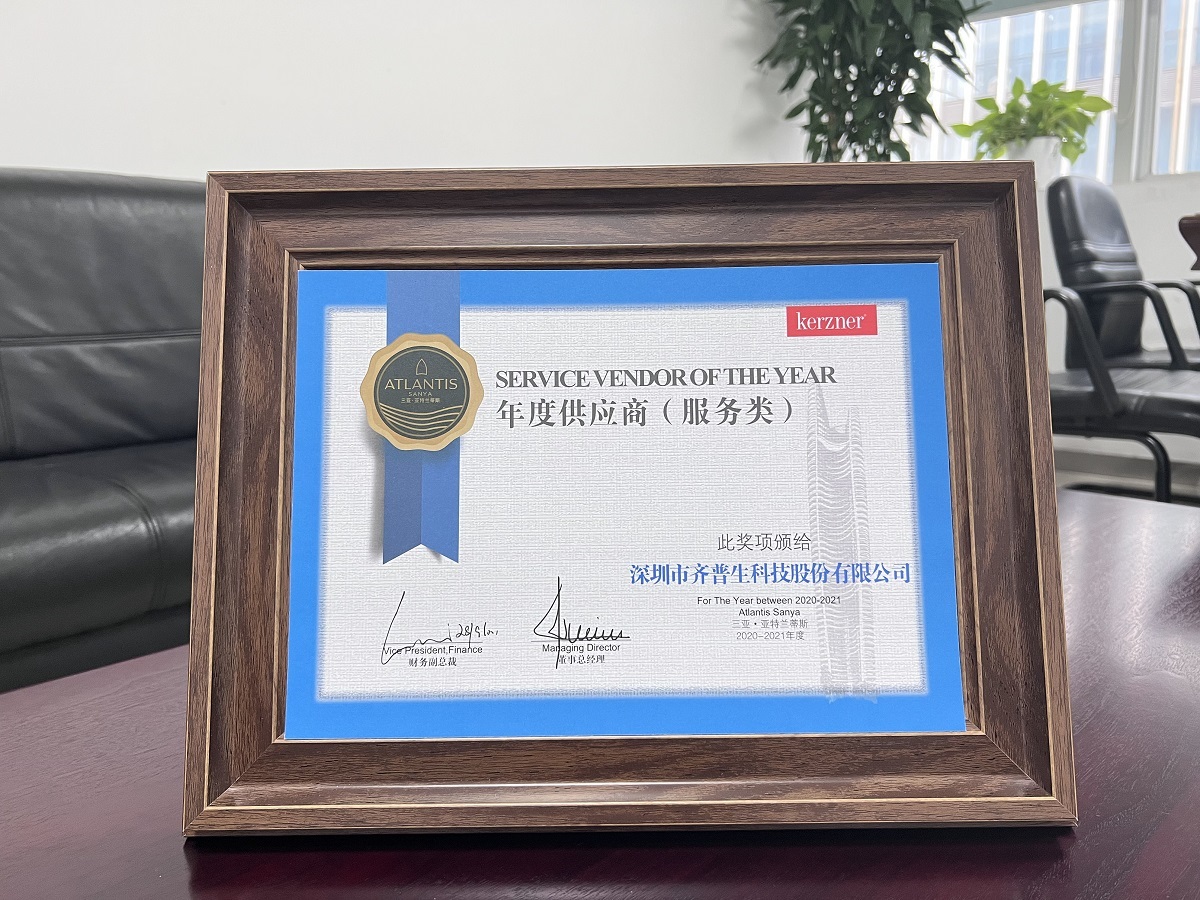 kerzner
ATLANTIS
SANYA
三亚·亚特兰蒂斯
SERVICE VENDOR OF THE YEAR
年度供应商（服务类）
此奖项颁给
深圳市齐普生科技股份有限公司
For The Year between 2020-2021
Atlantis Sanya
三亚·亚特兰蒂斯
2020-2021年度
Vice President,Finance
财务副总裁
Managing Director
董事总经理